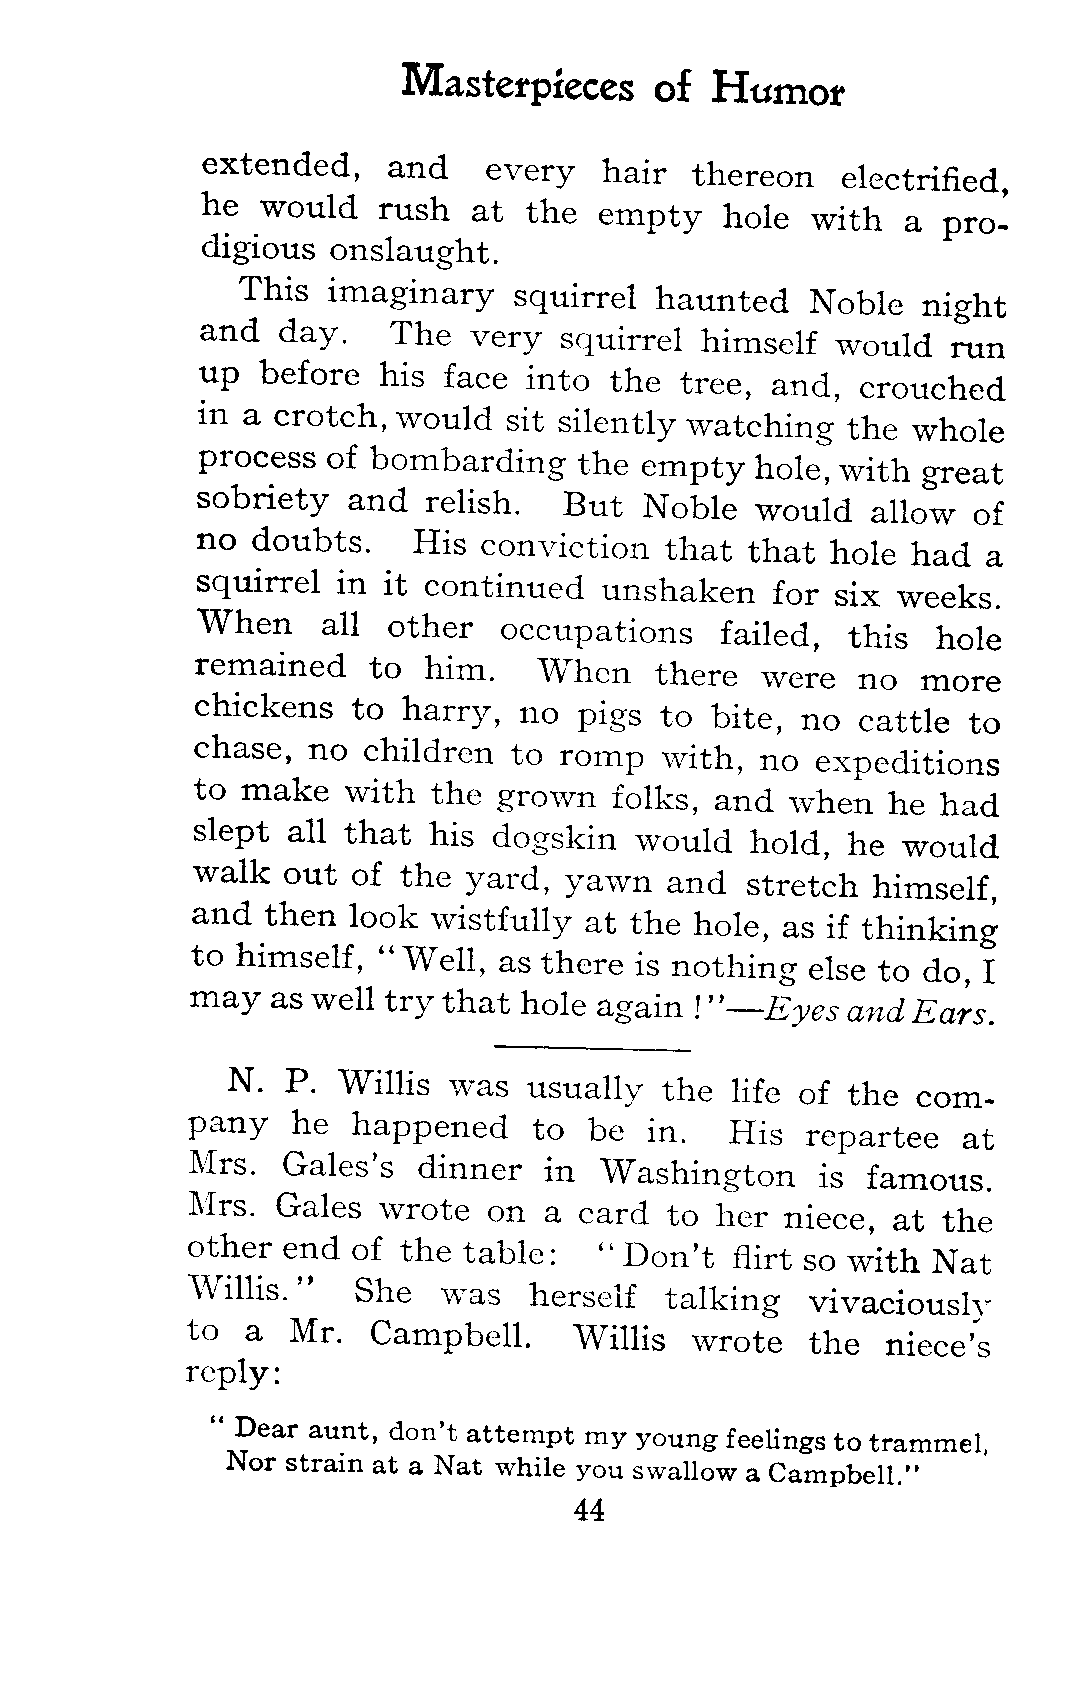 Masterpieces of Humor
extended, and every hair thereon electrified,
he would rush at the empty hole with a pro-
digious onslaught.
This imaginary squirrel haunted Noble night
and day. The very squirrel himself would run
up before his face into the tree, and, crouched
in a crotch, would sit silently watching the whole
process of bombarding the empty hole, with great
sobriety and relish. But Noble would allow of
no doubts. His conviction that that hole had a
squirrel in it continued unshaken for six weeks.
When all other occupations failed, this hole
remained to him. When there were no more
chickens to harry, no pigs to bite, no cattle to
chase, no children to romp with, no expeditions
to make with the grown folks, and when he had
slept all that his dogskin would hold, he would
walk out of the yard, yawn and stretch himself,
and then look wistfully at the hole, as if thinking
to himself, "Well, as there is nothing else to do, I
may as well try that hole again!"—Eyes and Ears.
N. P. Willis was usually the life of the com-
pany he happened to be in. His repartee at
Mrs. Gales's dinner in Washington is famous.
Mrs. Gales wrote on a card to her niece, at the
other end of the table: "Don't flirt so with Nat
Willis." She was herself talking vivaciously
to a Mr. Campbell. Willis wrote the niece's
reply:
"Dear aunt, don't attempt my young feelings to trammel,
Nor strain at a Nat while you swallow a Campbell."
44